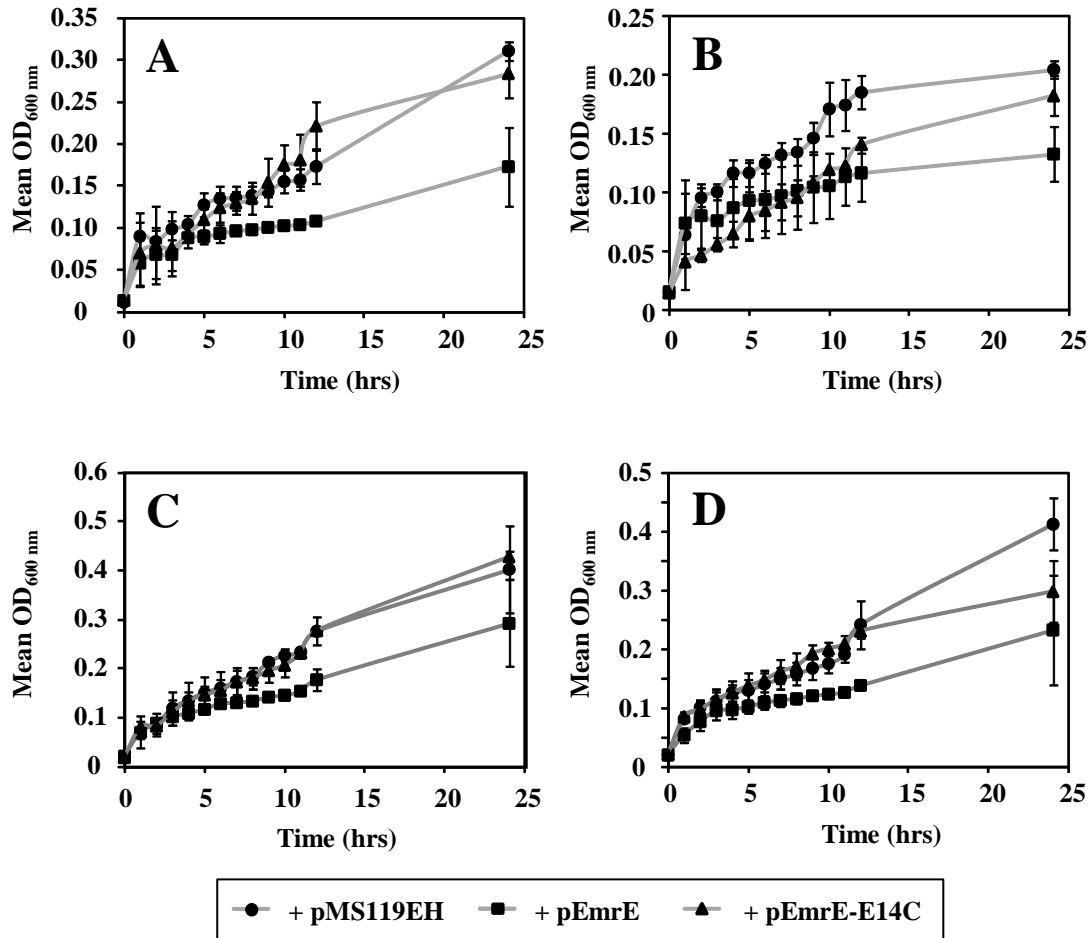 A
Mean OD600 nm
0.35
0.30
0.25
0.20
0.15
0.10
0.05
0
0 5 10 15 20 25
Time (hrs)
B
Mean OD600 nm
0.25
0.20
0.15
0.10
0.05
0
0 5 10 15 20 25
Time (hrs)
C
Mean OD600 nm
0.6
0.5
0.4
0.3
0.2
0.1
0
0 5 10 15 20 25
Time (hrs)
D
Mean OD600 nm
0.5
0.4
0.3
0.2
0.1
0
0 5 10 15 20 25
Time (hrs)
+ pMS119EH + pEmrE + pEmrE-E14C